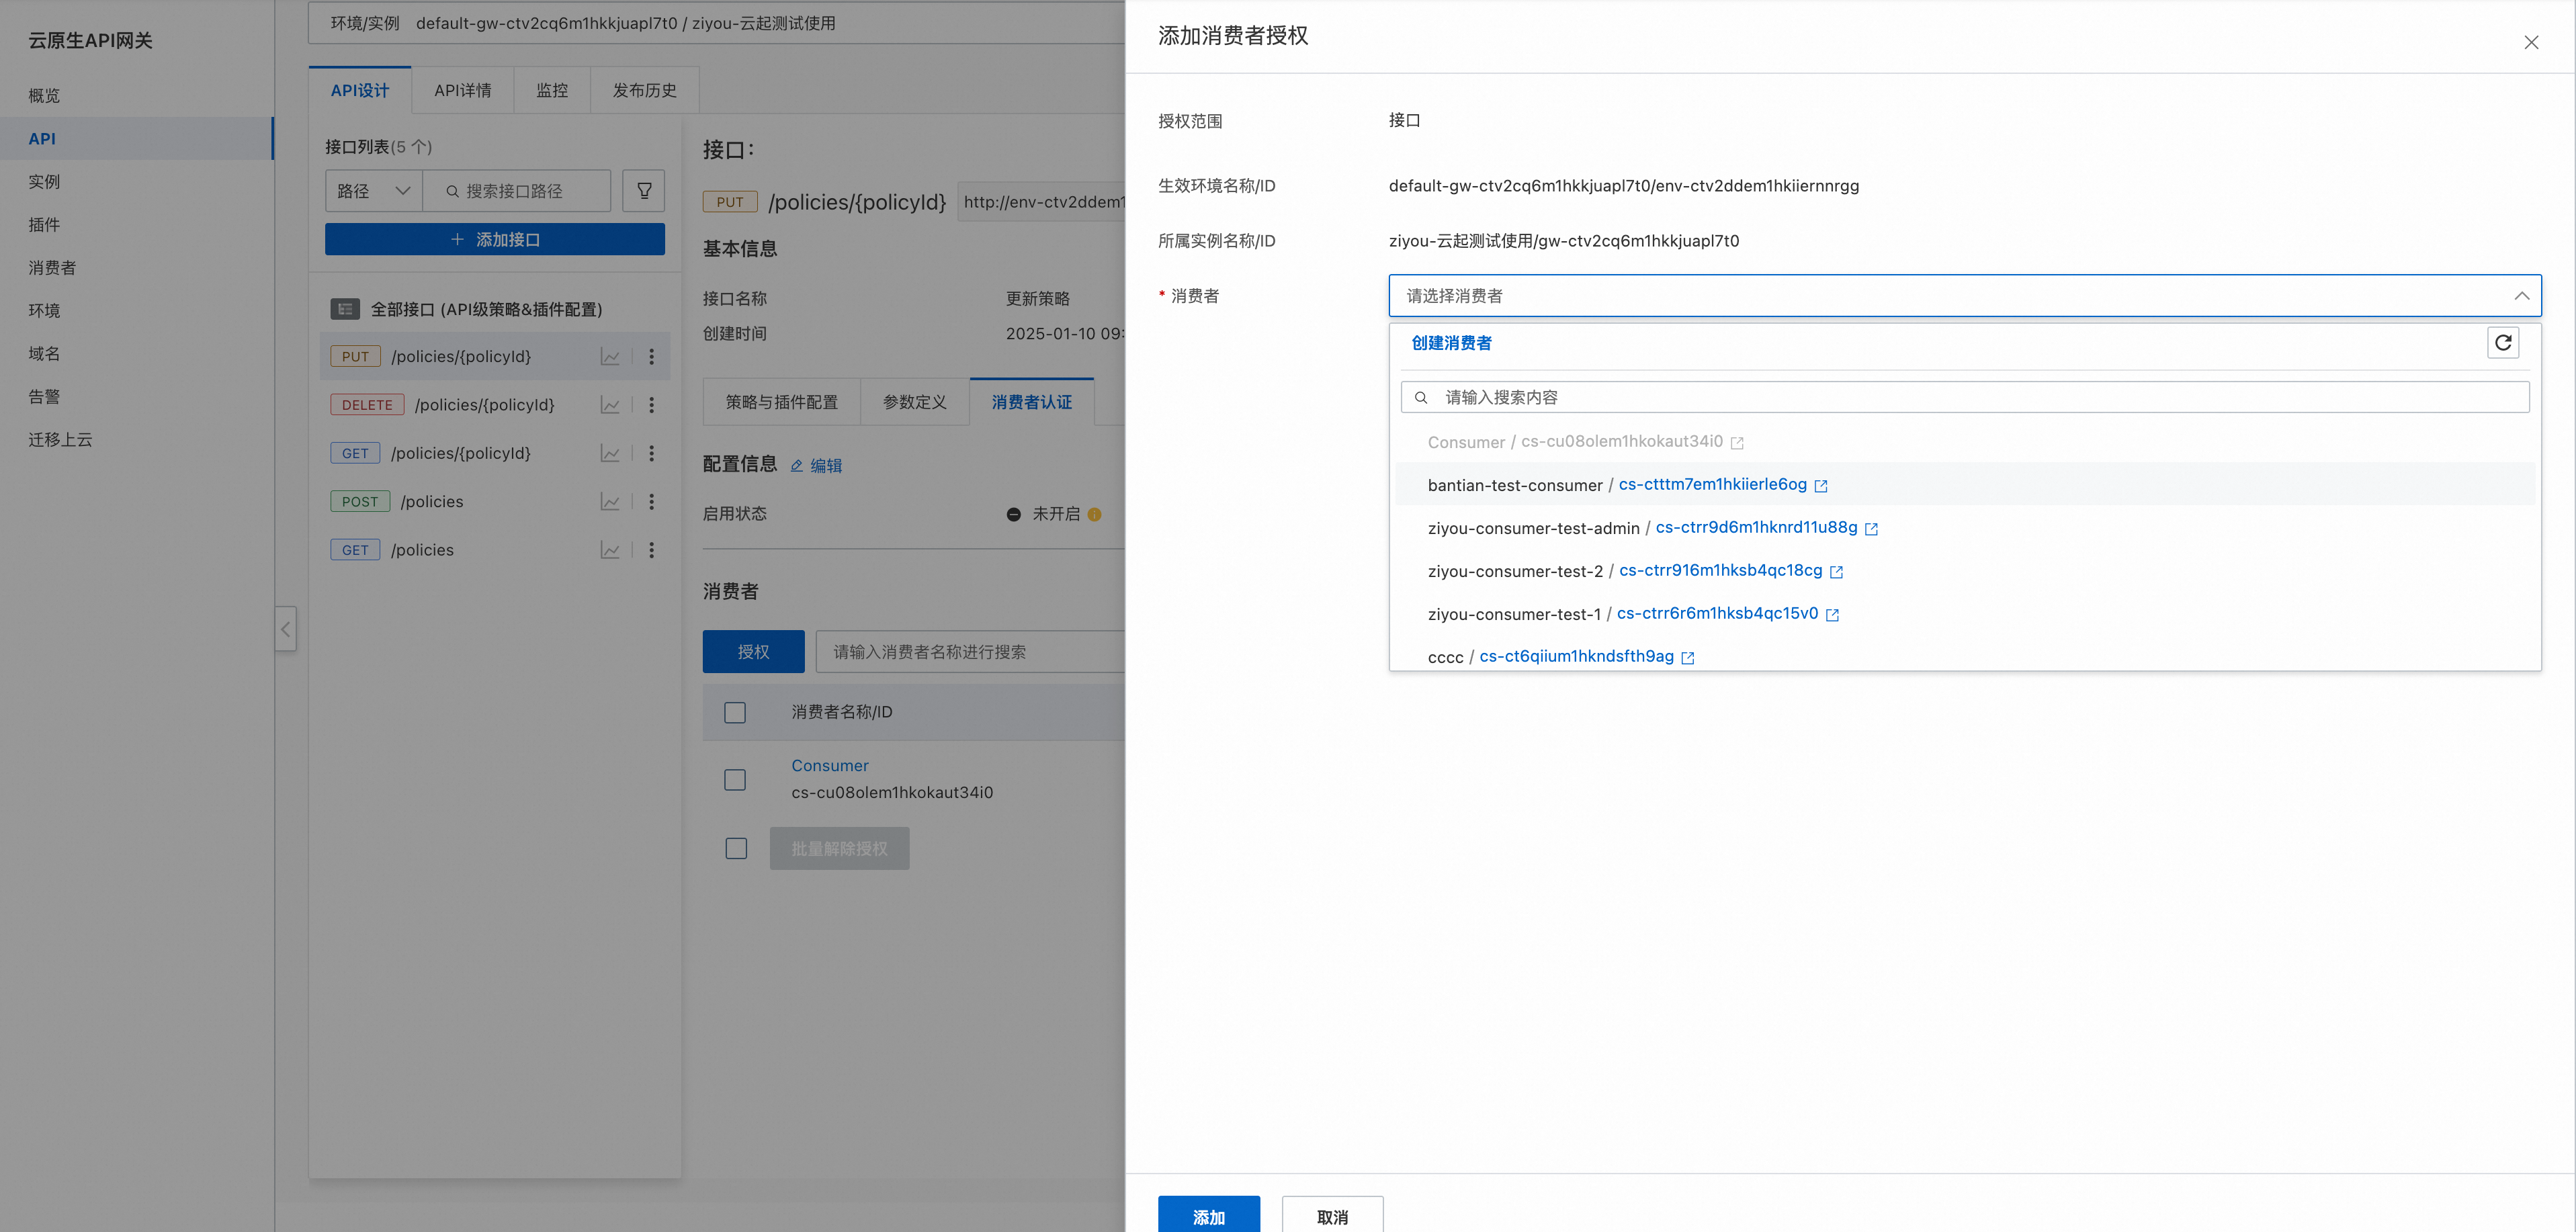 云原生API网关
概览
API
实例
插件
消费者
环境
域名
告警
迁移上云
环境/实例 default-gw-ctv2cq6m1hkkjuapl7t0 / ziyou-云起测试使用
API设计 API详情 监控 发布历史
接口列表(5 个)
路径 搜索接口路径
添加接口
全部接口 (API级策略&插件配置)
PUT /policies/{policyId}
DELETE /policies/{policyId}
GET /policies/{policyId}
POST /policies
GET /policies
接口：
PUT /policies/{policyId} http://env-ctv2ddem1
基本信息
接口名称 更新策略
创建时间 2025-01-10 09:
策略与插件配置 参数定义 消费者认证
配置信息 编辑
启用状态 未开启
消费者
授权 请输入消费者名称进行搜索
消费者名称/ID
Consumer
cs-cu08olem1hkokaut34i0
批量解除授权
添加消费者授权
授权范围 接口
生效环境名称/ID default-gw-ctv2cq6m1hkkjuapl7t0/env-ctv2ddem1hkiiernnrgg
所属实例名称/ID ziyou-云起测试使用/gw-ctv2cq6m1hkkjuapl7t0
* 消费者 请选择消费者
创建消费者
请输入搜索内容
Consumer / cs-cu08olem1hkokaut34i0
bantian-test-consumer / cs-ctttm7em1hkiierle6og
ziyou-consumer-test-admin / cs-ctrr9d6m1hknrd11u88g
ziyou-consumer-test-2 / cs-ctrr916m1hksb4qc18cg
ziyou-consumer-test-1 / cs-ctrr6r6m1hksb4qc15v0
cccc / cs-ct6qiium1hkndsfth9ag
添加 取消